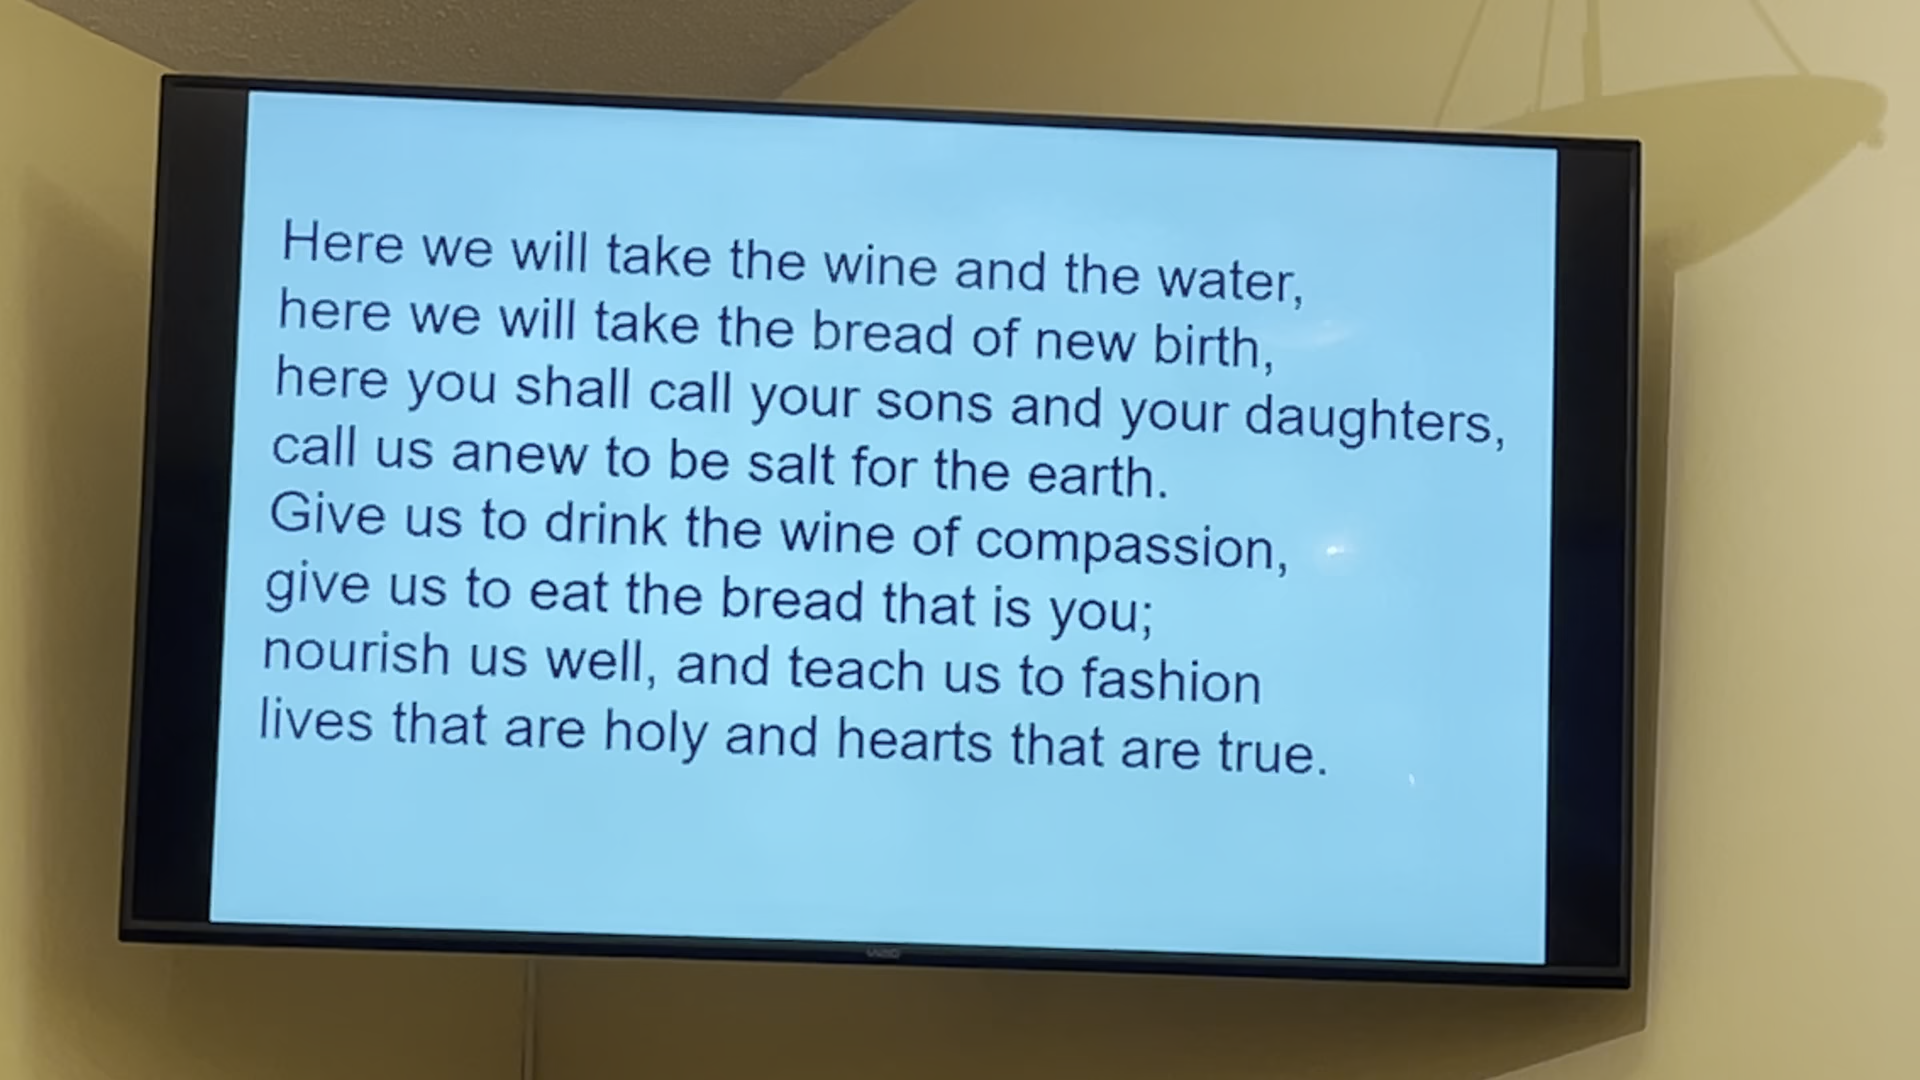 Here we will take the wine and the water,
here we will take the bread of new birth,
here you shall call your sons and your daughters,
call us anew to be salt for the earth.
Give us to drink the wine of compassion,
give us to eat the bread that is you;
nourish us well, and teach us to fashion
lives that are holy and hearts that are true.
VIZIO